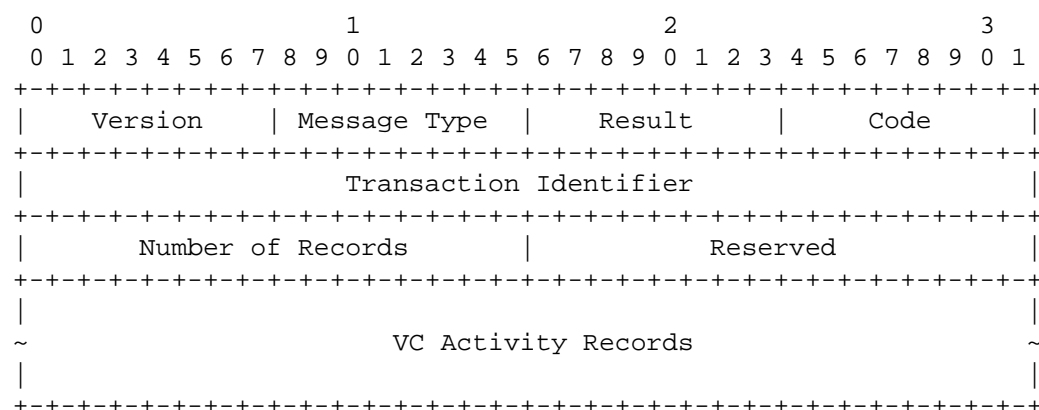 0                   1                   2                   3
 0 1 2 3 4 5 6 7 8 9 0 1 2 3 4 5 6 7 8 9 0 1 2 3 4 5 6 7 8 9 0 1
+-+-+-+-+-+-+-+-+-+-+-+-+-+-+-+-+-+-+-+-+-+-+-+-+-+-+-+-+-+-+-+-+
|    Version    | Message Type  |    Result     |     Code      |
+-+-+-+-+-+-+-+-+-+-+-+-+-+-+-+-+-+-+-+-+-+-+-+-+-+-+-+-+-+-+-+-+
|                    Transaction Identifier                     |
+-+-+-+-+-+-+-+-+-+-+-+-+-+-+-+-+-+-+-+-+-+-+-+-+-+-+-+-+-+-+-+-+
|       Number of Records       |           Reserved            |
+-+-+-+-+-+-+-+-+-+-+-+-+-+-+-+-+-+-+-+-+-+-+-+-+-+-+-+-+-+-+-+-+
|                                                               |
~                       VC Activity Records                     ~
|                                                               |
+-+-+-+-+-+-+-+-+-+-+-+-+-+-+-+-+-+-+-+-+-+-+-+-+-+-+-+-+-+-+-+-+